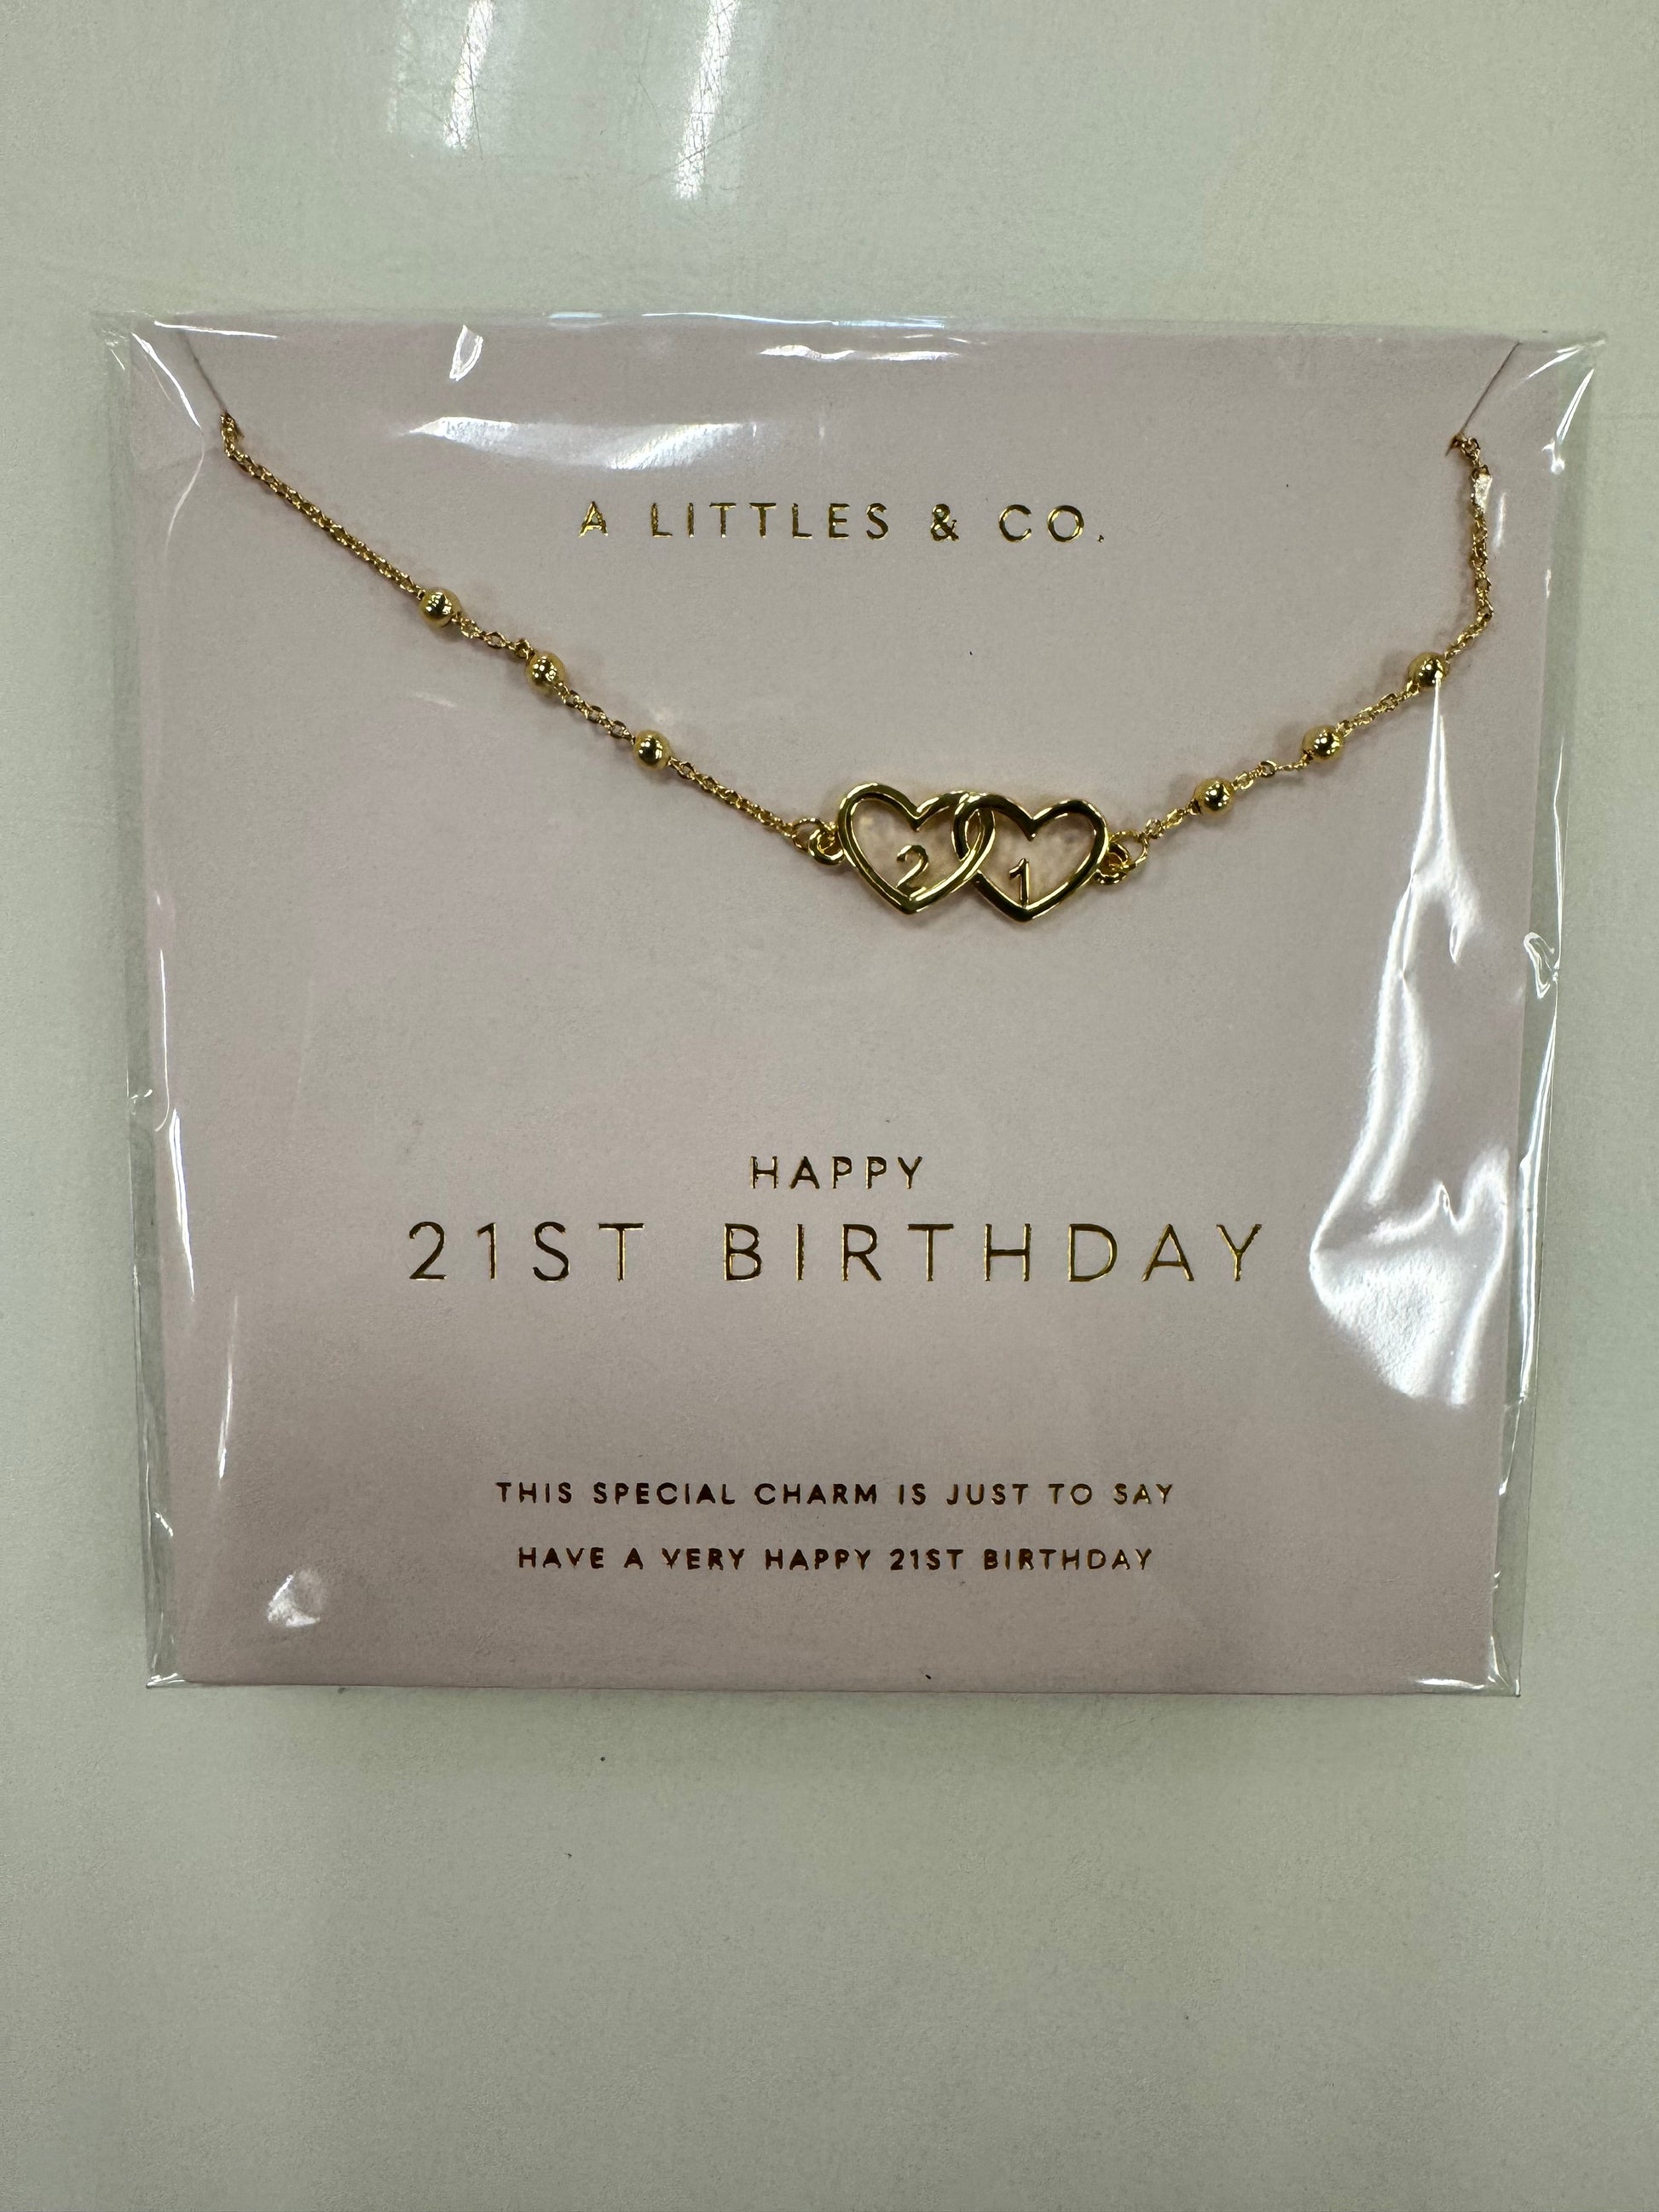 A LITTLES & CO.
2 1
HAPPY
21ST BIRTHDAY
THIS SPECIAL CHARM IS JUST TO SAY
HAVE A VERY HAPPY 21ST BIRTHDAY